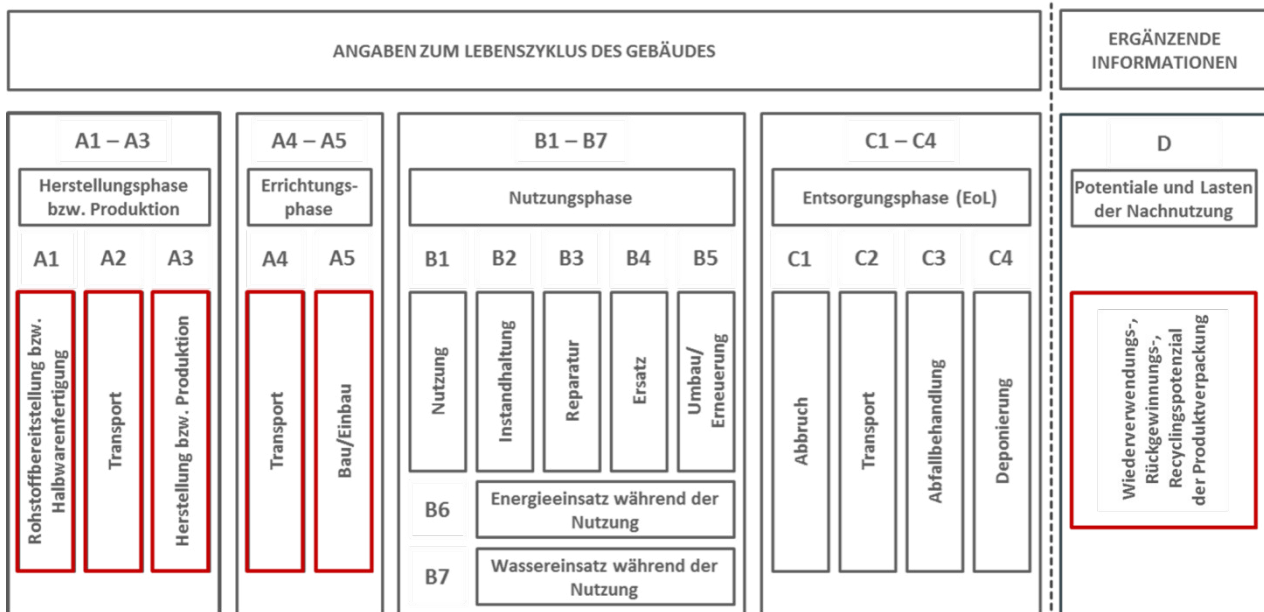 ANGABEN ZUM LEBENSZYKLUS DES GEBÄUDES
ERGÄNZENDE
INFORMATIONEN
A1 – A3
Herstellungsphase
bzw. Produktion
A1
A2
A3
Rohstoffbereitstellung bzw.
Halbwarenfertigung
Transport
Herstellung bzw. Produktion
A4 – A5
Errichtungs-
phase
A4
A5
Transport
Bau/Einbau
B1 – B7
Nutzungsphase
B1
B2
B3
B4
B5
Nutzung
Instandhaltung
Reparatur
Ersatz
Umbau/
Erneuerung
B6
Energieeinsatz während der
Nutzung
B7
Wassereinsatz während der
Nutzung
C1 – C4
Entsorgungsphase (EoL)
C1
C2
C3
C4
Abbruch
Transport
Abfallbehandlung
Deponierung
D
Potentiale und Lasten
der Nachnutzung
Wiederverwendungs-,
Rückgewinnungs-,
Recyclingspotenzial
der Produktverpackung